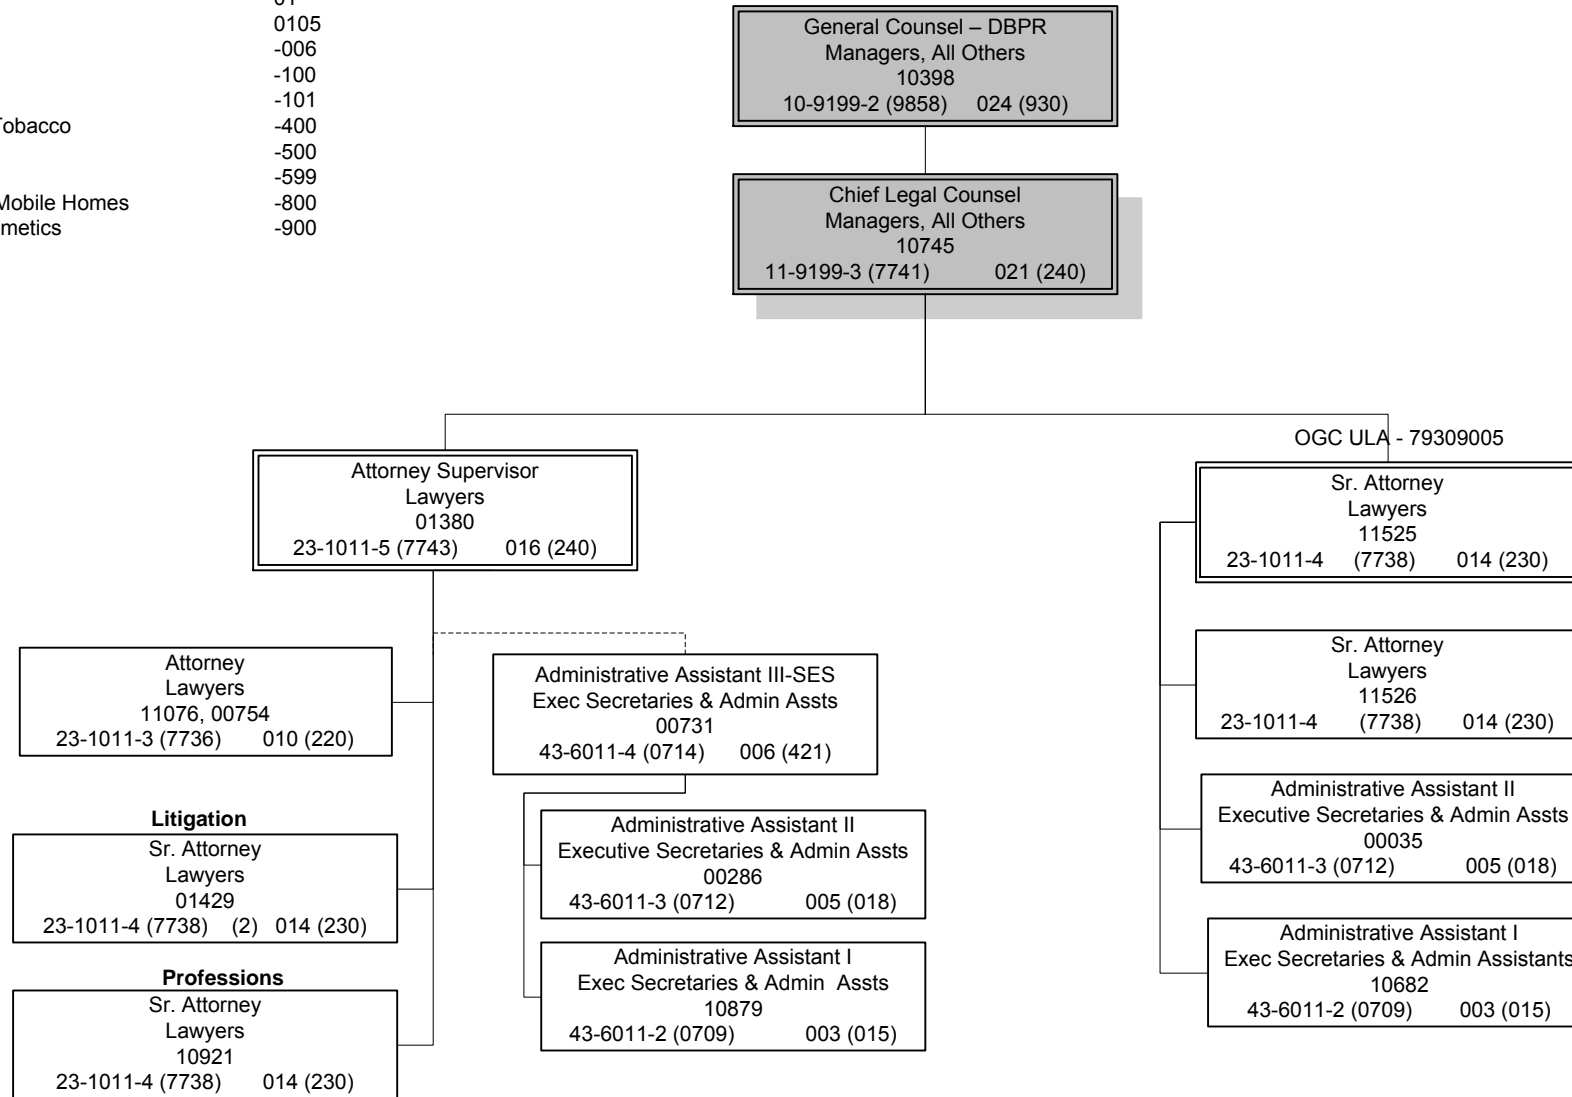 0105
-006
-100
-101
Tobacco -400
-500
-599
Mobile Homes -800
-900
General Counsel – DBPR
Managers, All Others
10398
10-9199-2 (9858) 024 (930)
Chief Legal Counsel
Managers, All Others
10745
11-9199-3 (7741) 021 (240)
Attorney Supervisor
Lawyers
01380
23-1011-5 (7743) 016 (240)
Attorney
Lawyers
11076, 00754
23-1011-3 (7736) 010 (220)
Litigation
Sr. Attorney
Lawyers
01429
23-1011-4 (7738) (2) 014 (230)
Professions
Sr. Attorney
Lawyers
10921
23-1011-4 (7738) 014 (230)
Administrative Assistant III-SES
Exec Secretaries & Admin Assts
00731
43-6011-4 (0714) 006 (421)
Administrative Assistant II
Executive Secretaries & Admin Assts
00286
43-6011-3 (0712) 005 (018)
Administrative Assistant I
Exec Secretaries & Admin Assts
10879
43-6011-2 (0709) 003 (015)
OGC ULA - 79309005
Sr. Attorney
Lawyers
11525
23-1011-4 (7738) 014 (230)
Sr. Attorney
Lawyers
11526
23-1011-4 (7738) 014 (230)
Administrative Assistant II
Executive Secretaries & Admin Assts
00035
43-6011-3 (0712) 005 (018)
Administrative Assistant I
Exec Secretaries & Admin Assistants
10682
43-6011-2 (0709) 003 (015)